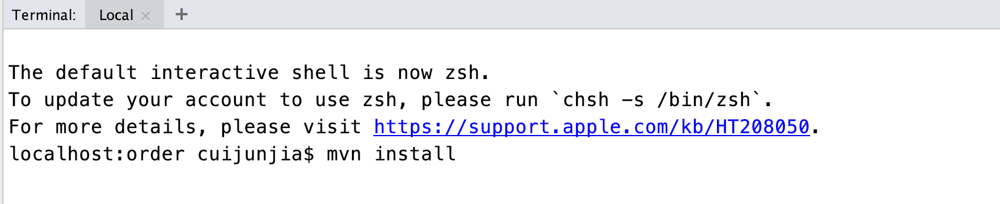 Terminal: Local × +
The default interactive shell is now zsh.
To update your account to use zsh, please run `chsh -s /bin/zsh`.
For more details, please visit https://support.apple.com/kb/HT208050.
localhost:order cuijunjia$ mvn install